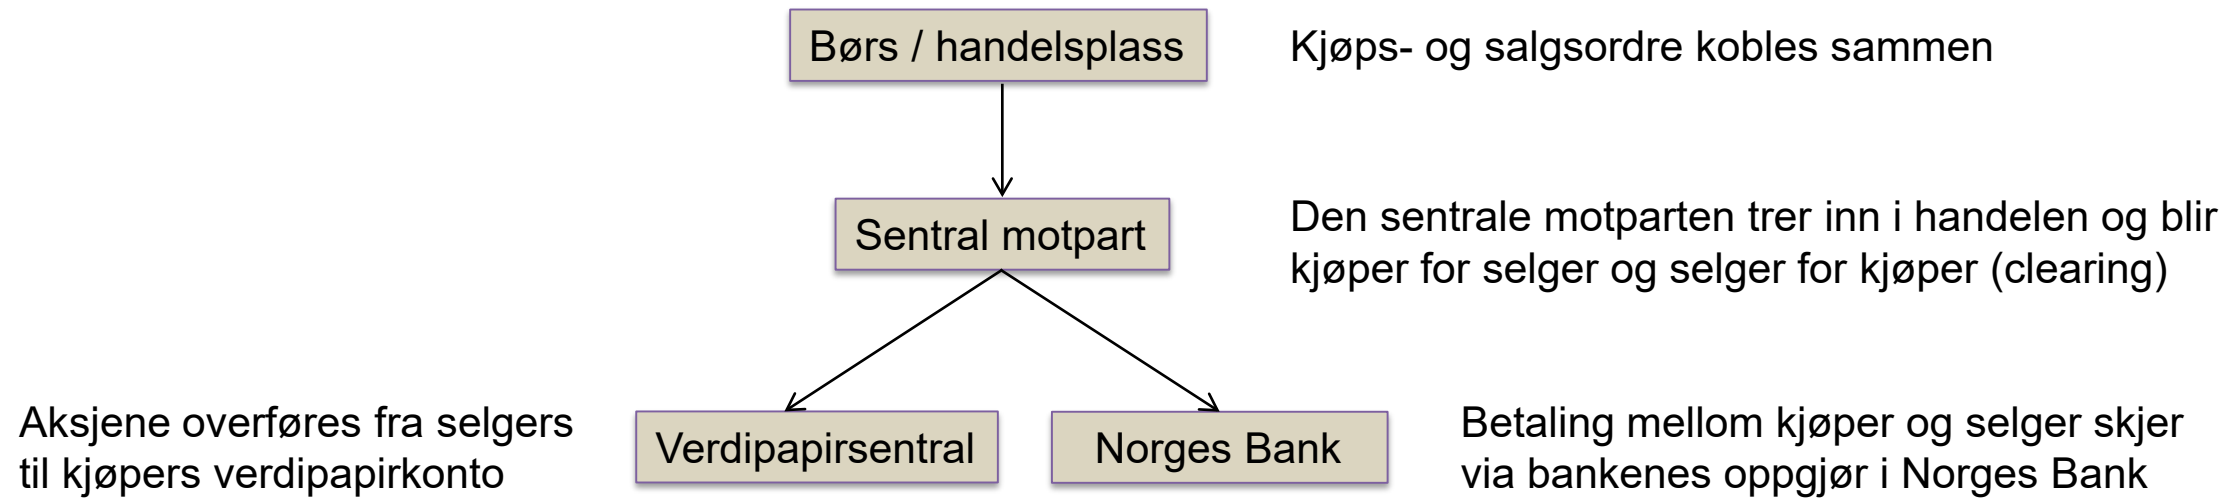 Børs / handelsplass
Kjøps- og salgsordre kobles sammen
Sentral motpart
Den sentrale motparten trer inn i handelen og blir
kjøper for selger og selger for kjøper (clearing)
Aksjene overføres fra selgers
til kjøpers verdipapirkonto
Verdipapirsentral
Norges Bank
Betaling mellom kjøper og selger skjer
via bankenes oppgjør i Norges Bank